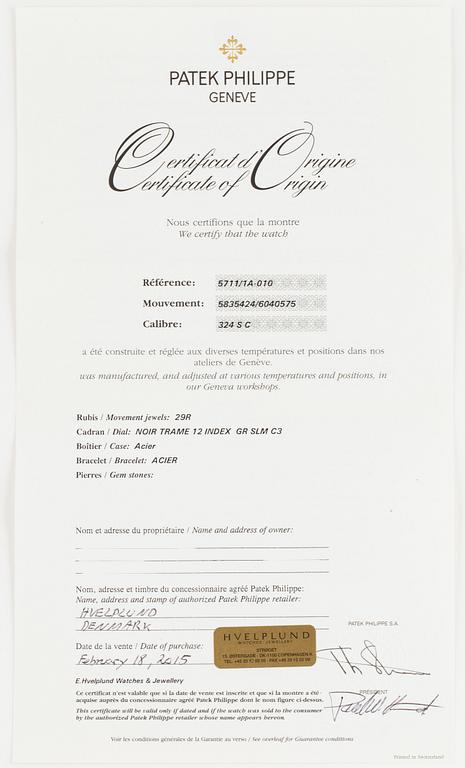 PATEK PHILIPPE
GENEVE
Certificat d'Origine
Certificate of Origin
Nous certifions que la montre
We certify that the watch
Référence: 5711/1A-010
Mouvement: 5835424/6040575
Calibre: 324 S C
a été construite et réglée aux diverses températures et positions dans nos
ateliers de Genève.
was manufactured, and adjusted at various temperatures and positions, in
our Geneva workshops.
Rubis / Movement jewels: 29R
Cadran / Dial: NOIR TRAME 12 INDEX GR SLM C3
Boîtier / Case: Acier
Bracelet / Bracelet: ACIER
Pierres / Gem stones:
Nom et adresse du propriétaire / Name and address of owner:
Nom, adresse et timbre du concessionnaire agréé Patek Philippe:
Name, address and stamp of authorized Patek Philippe retailer:
HVELPLUND
DENMARK
PATEK PHILIPPE S.A.
HVELPLUND
WATCHES JEWELLERY
STRØGET
13, ØSTERGADE · DK-1100 COPENHAGEN K
Date de la vente / Date of purchase:
February 18, 2015
E.Hvelplund Watches & Jewellery
PRÉSIDENT
Ce certificat n'est valable que si la date de vente est inscrite et que si la montre a été
acquise auprès du concessionnaire agréé Patek Philippe dont le nom figure ci-dessus.
This certificate will be valid only if dated and if the watch was sold to the consumer
by the authorized Patek Philippe retailer whose name appears hereon.
Voir les conditions générales de la Garantie au verso / See overleaf for Guarantee conditions
Printed in Switzerland